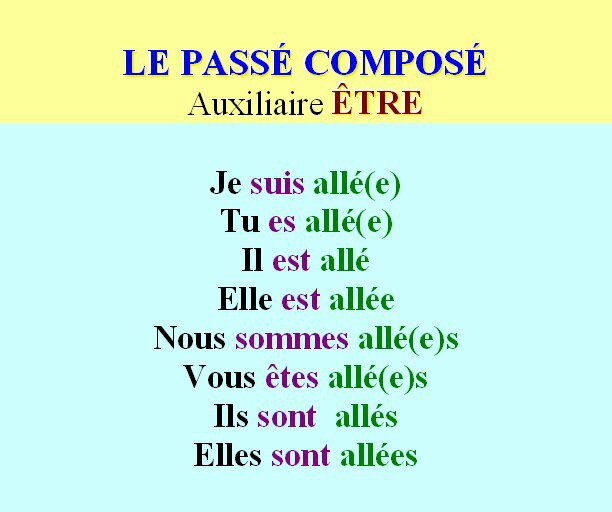 LE PASSÉ COMPOSÉ
Auxiliaire ÊTRE
Je suis allé(e)
Tu es allé(e)
Il est allé
Elle est allée
Nous sommes allé(e)s
Vous êtes allé(e)s
Ils sont allés
Elles sont allées